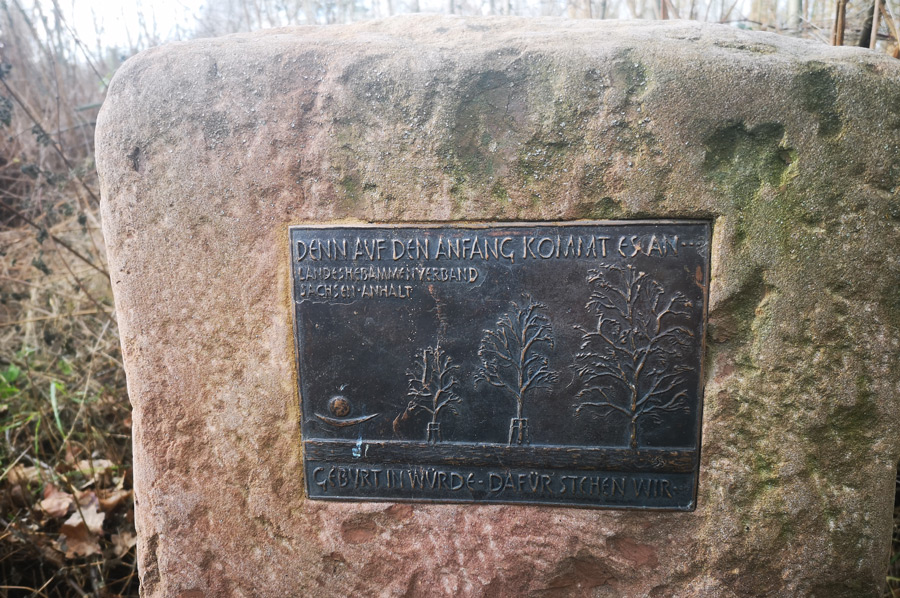 DENN AUF DEN ANFANG KOMMT ES AN...
LANDESHEBAMMENVERBAND
SACHSEN-ANHALT
GEBURT IN WÜRDE - DAFÜR STEHEN WIR